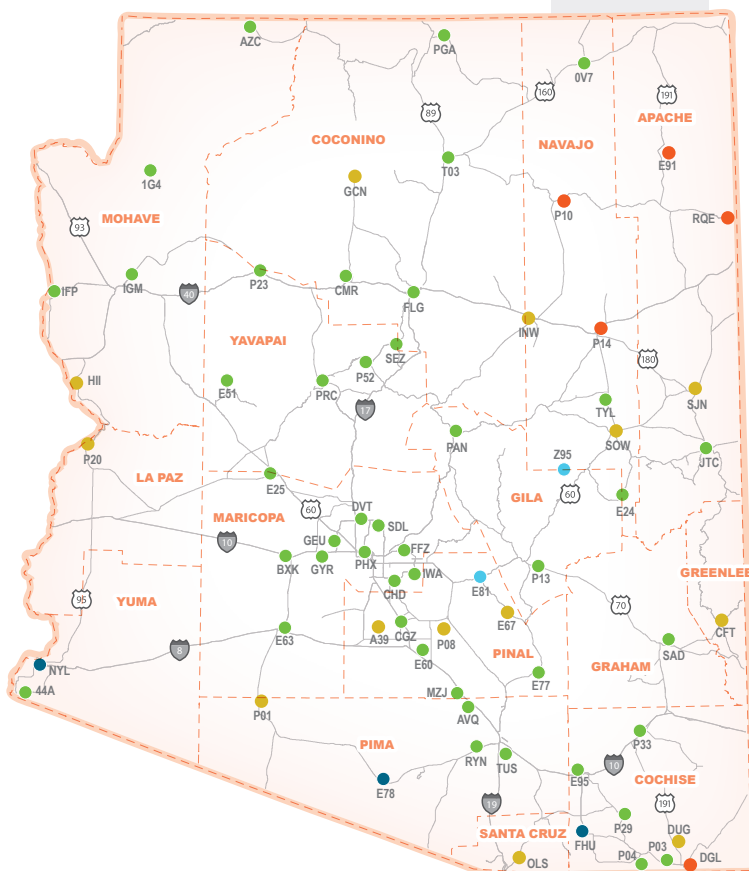 AZC
PGA
0V7
160
191
89
APACHE
COCONINO
NAVAJO
E91
T03
1G4
GCN
P10
RQE
MOHAVE
93
IFP
IGM
40
P23
CMR
FLG
INW
P14
YAVAPAI
SEZ
180
HII
E51
PRC
P52
17
TYL
SJN
P20
PAN
SOW
JTC
Z95
LA PAZ
E25
GILA
60
E24
60
DVT
MARICOPA
SDL
GEU
10
BXK
GYR
PHX
FFZ
IWA
CHD
P13
GREENLEE
E81
YUMA
95
70
E67
CFT
E63
A39
CGZ
P08
PINAL
SAD
8
NYL
E60
GRAHAM
44A
MZJ
E77
P01
AVQ
P33
PIMA
RYN
TUS
10
E95
COCHISE
E78
19
191
P29
DUG
SANTA CRUZ
FHU
P03
OLS
P04
DGL